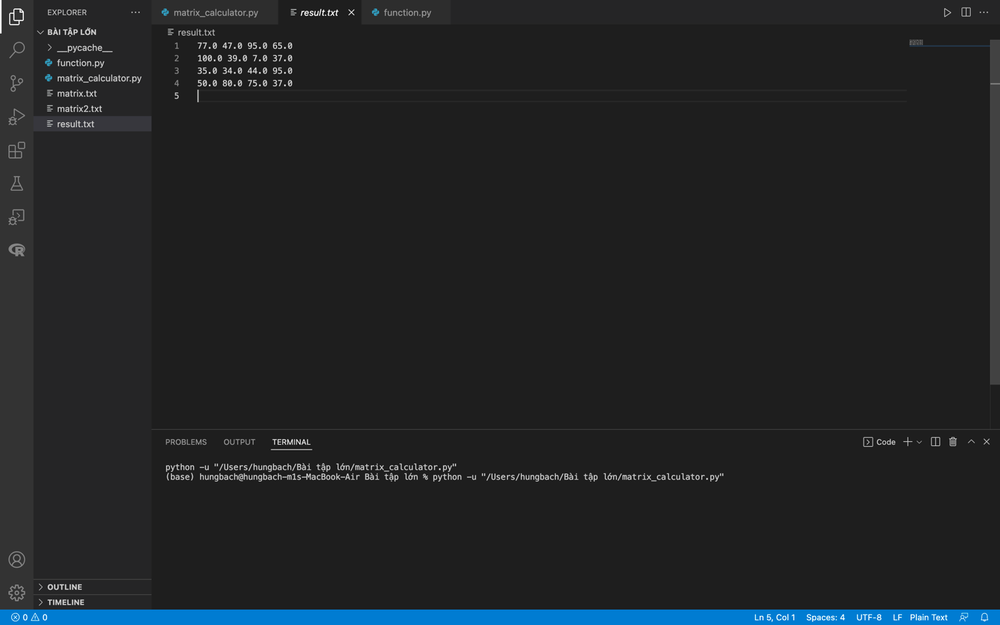 EXPLORER
BÀI TẬP LỚN
__pycache__
function.py
matrix_calculator.py
matrix.txt
matrix2.txt
result.txt
OUTLINE
TIMELINE
matrix_calculator.py
result.txt
function.py
result.txt
1 77.0 47.0 95.0 65.0
2 100.0 39.0 7.0 37.0
3 35.0 34.0 44.0 95.0
4 50.0 80.0 75.0 37.0
5
PROBLEMS OUTPUT TERMINAL
Code
python -u "/Users/hungbach/Bài tập lớn/matrix_calculator.py"
(base) hungbach@hungbach-m1s-MacBook-Air Bài tập lớn % python -u "/Users/hungbach/Bài tập lớn/matrix_calculator.py"
0 0
Ln 5, Col 1 Spaces: 4 UTF-8 LF Plain Text